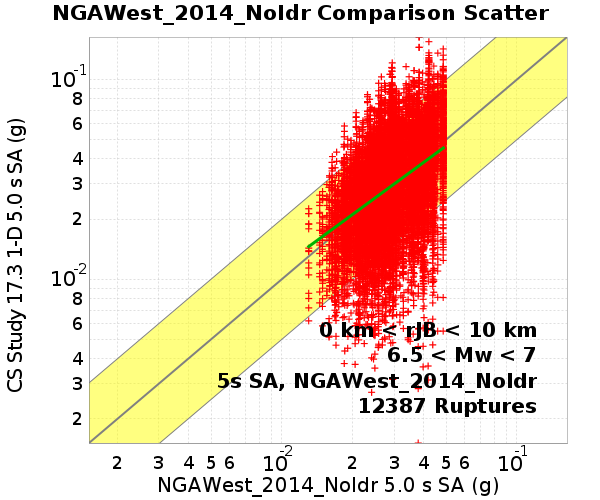 NGAWest_2014_NoIdr Comparison Scatter
CS Study 17.3 1-D 5.0 s SA (g)
10-1
8
6
4
3
2
10-2
8
6
4
3
2
0 km < rJB < 10 km
6.5 < Mw < 7
5s SA, NGAWest_2014_NoIdr
12387 Ruptures
2 3 4 5 6 8 10-2 2 3 4 5 6 8 10-1
NGAWest_2014_NoIdr 5.0 s SA (g)